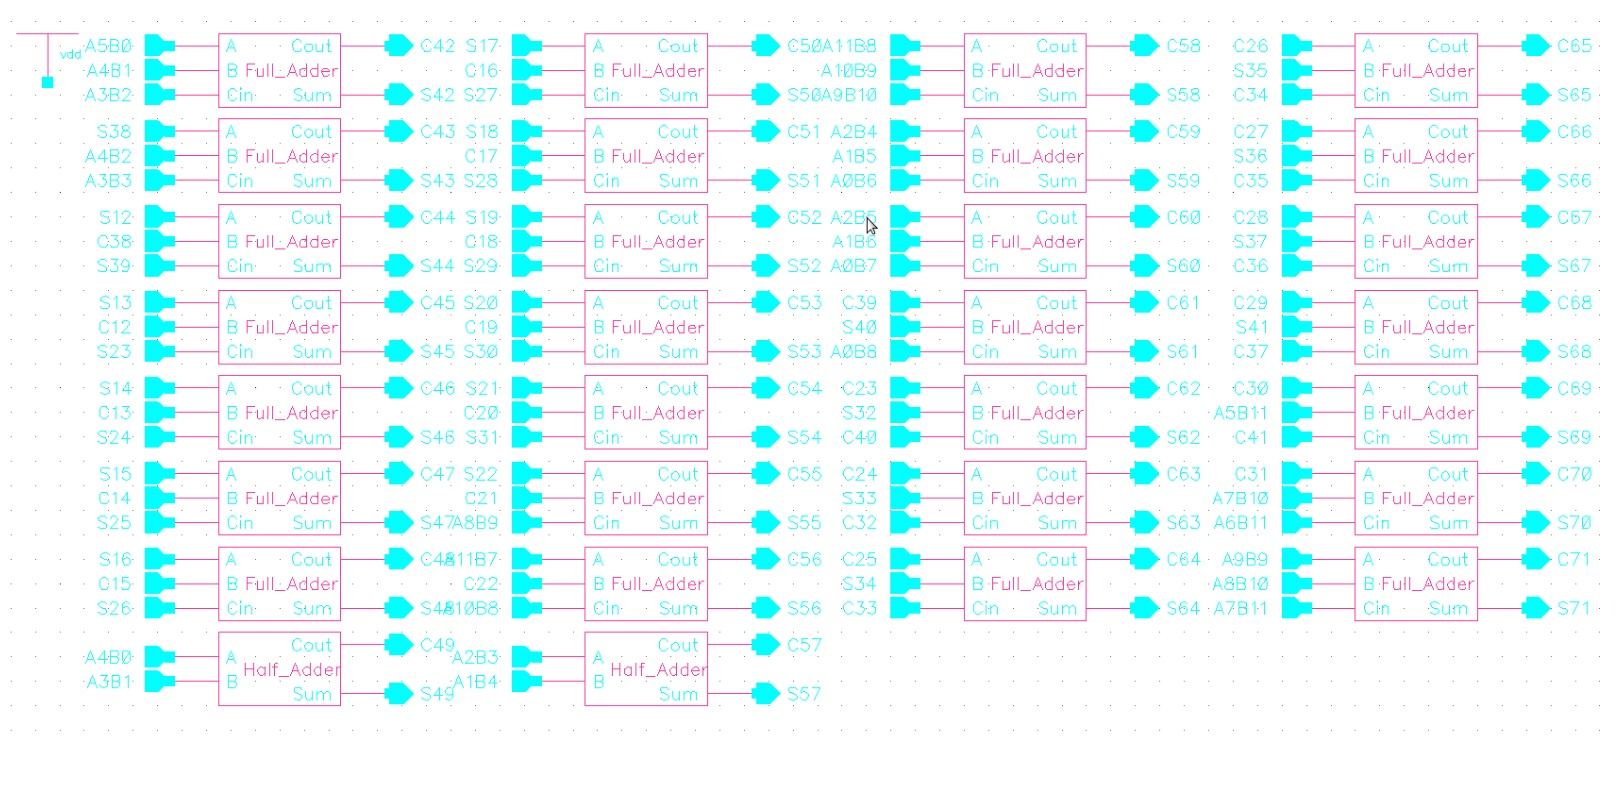 A5B0 A Cout C42 S17 A Cout C50 A11B8 A Cout C58 C26 A Cout C65
vdd
A4B1 B Full_Adder C16 B Full_Adder A10B9 B Full_Adder S35 B Full_Adder
A3B2 Cin Sum S42 S27 Cin Sum S50 A9B10 Cin Sum S58 C34 Cin Sum S65
S38 A Cout C43 S18 A Cout C51 A2B4 A Cout C59 C27 A Cout C66
A4B2 B Full_Adder C17 B Full_Adder A1B5 B Full_Adder S36 B Full_Adder
A3B3 Cin Sum S43 S28 Cin Sum S51 A0B6 Cin Sum S59 C35 Cin Sum S66
S12 A Cout C44 S19 A Cout C52 A2B5 A Cout C60 C28 A Cout C67
C38 B Full_Adder C18 B Full_Adder A1B6 B Full_Adder S37 B Full_Adder
S39 Cin Sum S44 S29 Cin Sum S52 A0B7 Cin Sum S60 C36 Cin Sum S67
S13 A Cout C45 S20 A Cout C53 C39 A Cout C61 C29 A Cout C68
C12 B Full_Adder C19 B Full_Adder S40 B Full_Adder S41 B Full_Adder
S23 Cin Sum S45 S30 Cin Sum S53 A0B8 Cin Sum S61 C37 Cin Sum S68
S14 A Cout C46 S21 A Cout C54 C23 A Cout C62 C30 A Cout C69
C13 B Full_Adder C20 B Full_Adder S32 B Full_Adder A5B11 B Full_Adder
S24 Cin Sum S46 S31 Cin Sum S54 C40 Cin Sum S62 C41 Cin Sum S69
S15 A Cout C47 S22 A Cout C55 C24 A Cout C63 C31 A Cout C70
C14 B Full_Adder C21 B Full_Adder S33 B Full_Adder A7B10 B Full_Adder
S25 Cin Sum S47 A8B9 Cin Sum S55 C32 Cin Sum S63 A6B11 Cin Sum S70
S16 A Cout C48 A11B7 A Cout C56 C25 A Cout C64 A9B9 A Cout C71
C15 B Full_Adder C22 B Full_Adder S34 B Full_Adder A8B10 B Full_Adder
S26 Cin Sum S48 A10B8 Cin Sum S56 C33 Cin Sum S64 A7B11 Cin Sum S71
Cout C49 Cout C57
A4B0 A A2B3 A
Half_Adder Half_Adder
A3B1 B A1B4 B
Sum S49 Sum S57